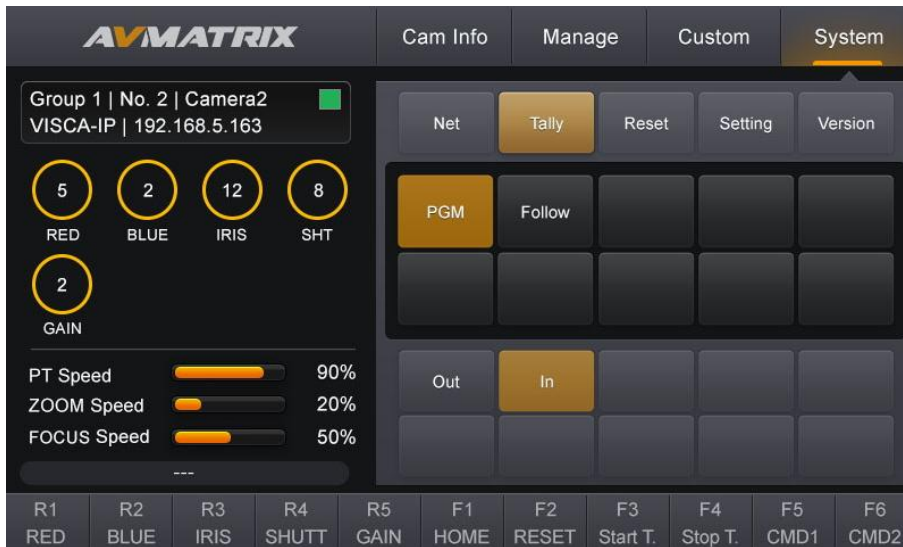 AVMATRIX
Cam Info Manage Custom System
Group 1 | No. 2 | Camera2
VISCA-IP | 192.168.5.163
5 2 12 8
RED BLUE IRIS SHT
2
GAIN
PT Speed 90%
ZOOM Speed 20%
FOCUS Speed 50%
---
Net Tally Reset Setting Version
PGM Follow
Out In
R1 R2 R3 R4 R5 F1 F2 F3 F4 F5 F6
RED BLUE IRIS SHUTT GAIN HOME RESET Start T. Stop T. CMD1 CMD2